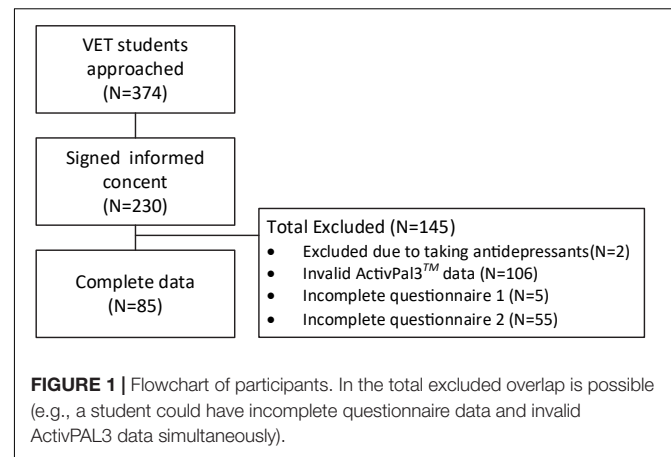 VET students
approached
(N=374)
Signed informed
concent
(N=230)
Total Excluded (N=145)
• Excluded due to taking antidepressants(N=2)
• Invalid ActivPal3TM data (N=106)
• Incomplete questionnaire 1 (N=5)
• Incomplete questionnaire 2 (N=55)
Complete data
(N=85)
FIGURE 1 | Flowchart of participants. In the total excluded overlap is possible
(e.g., a student could have incomplete questionnaire data and invalid
ActivPAL3 data simultaneously).